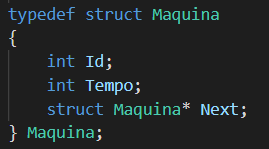 typedef struct Maquina
{
    int Id;
    int Tempo;
    struct Maquina* Next;
} Maquina;